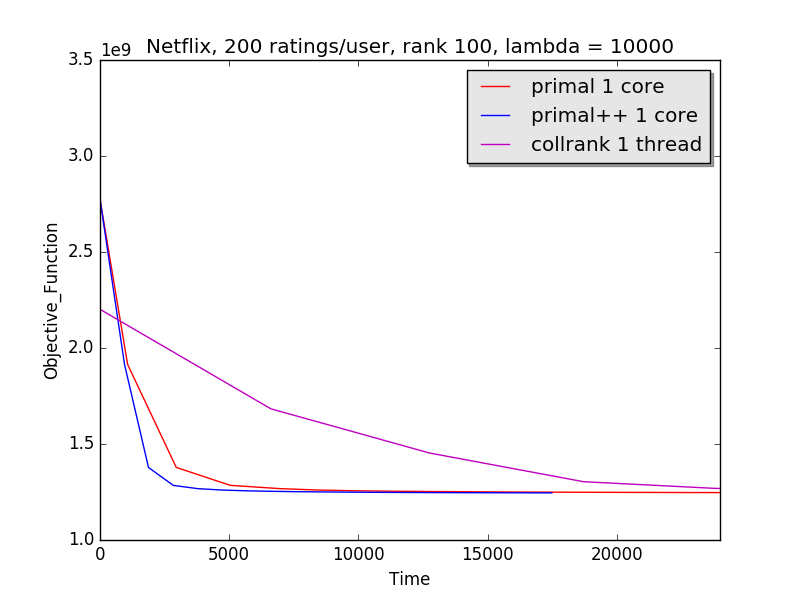 Netflix, 200 ratings/user, rank 100, lambda = 10000
1e9
primal 1 core
primal++ 1 core
collrank 1 thread
3.5
3.0
2.5
2.0
1.5
1.0
Objective_Function
0
5000
10000
15000
20000
Time